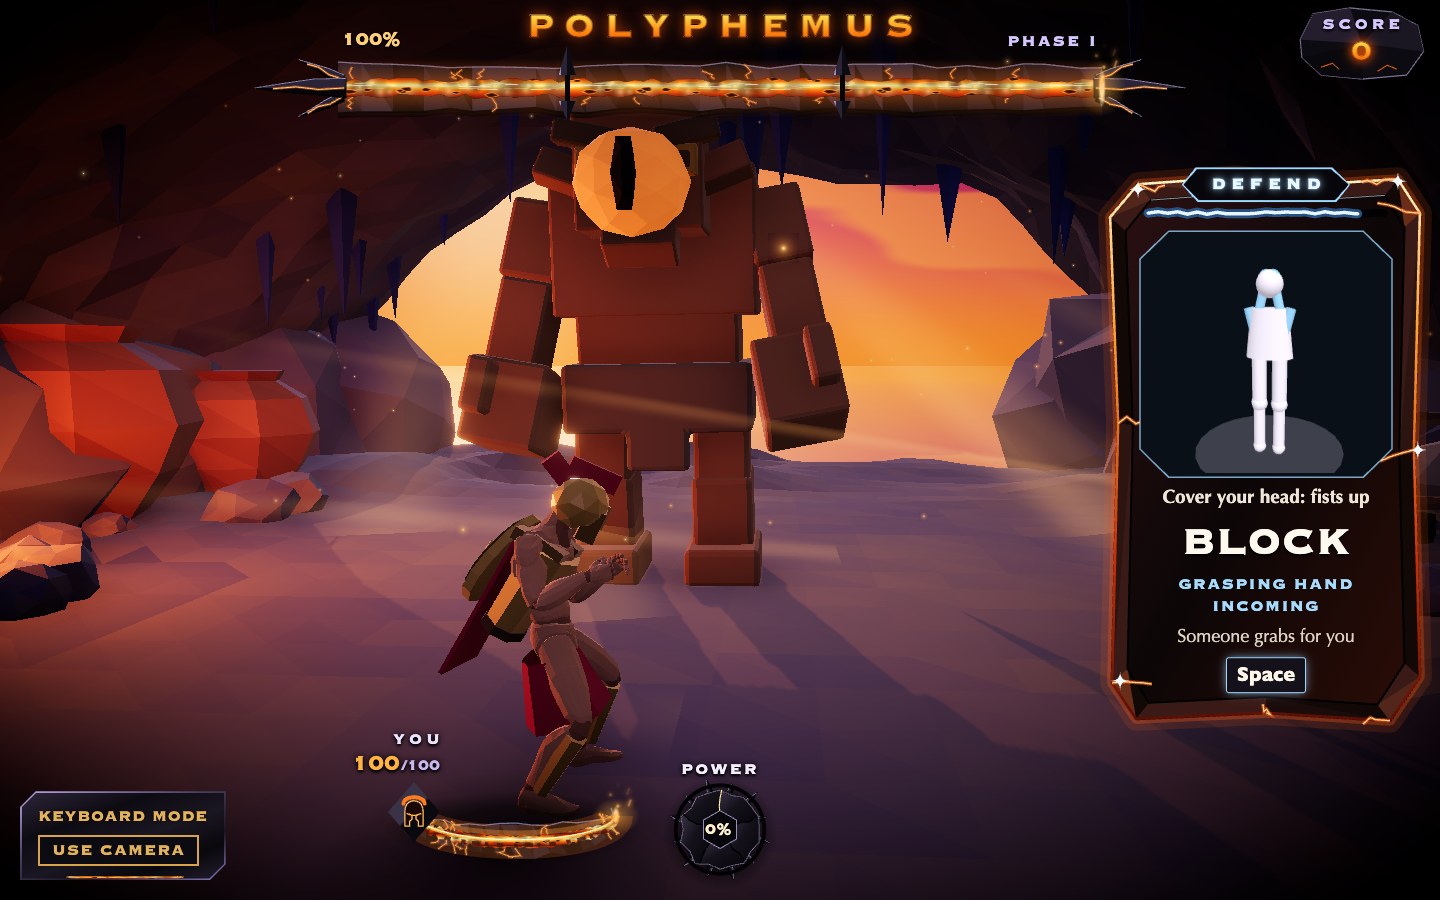 POLYPHEMUS
100%
PHASE I
SCORE
0
DEFEND
Cover your head: fists up
BLOCK
GRASPING HAND
INCOMING
Someone grabs for you
Space
YOU
100/100
POWER
0%
KEYBOARD MODE
USE CAMERA